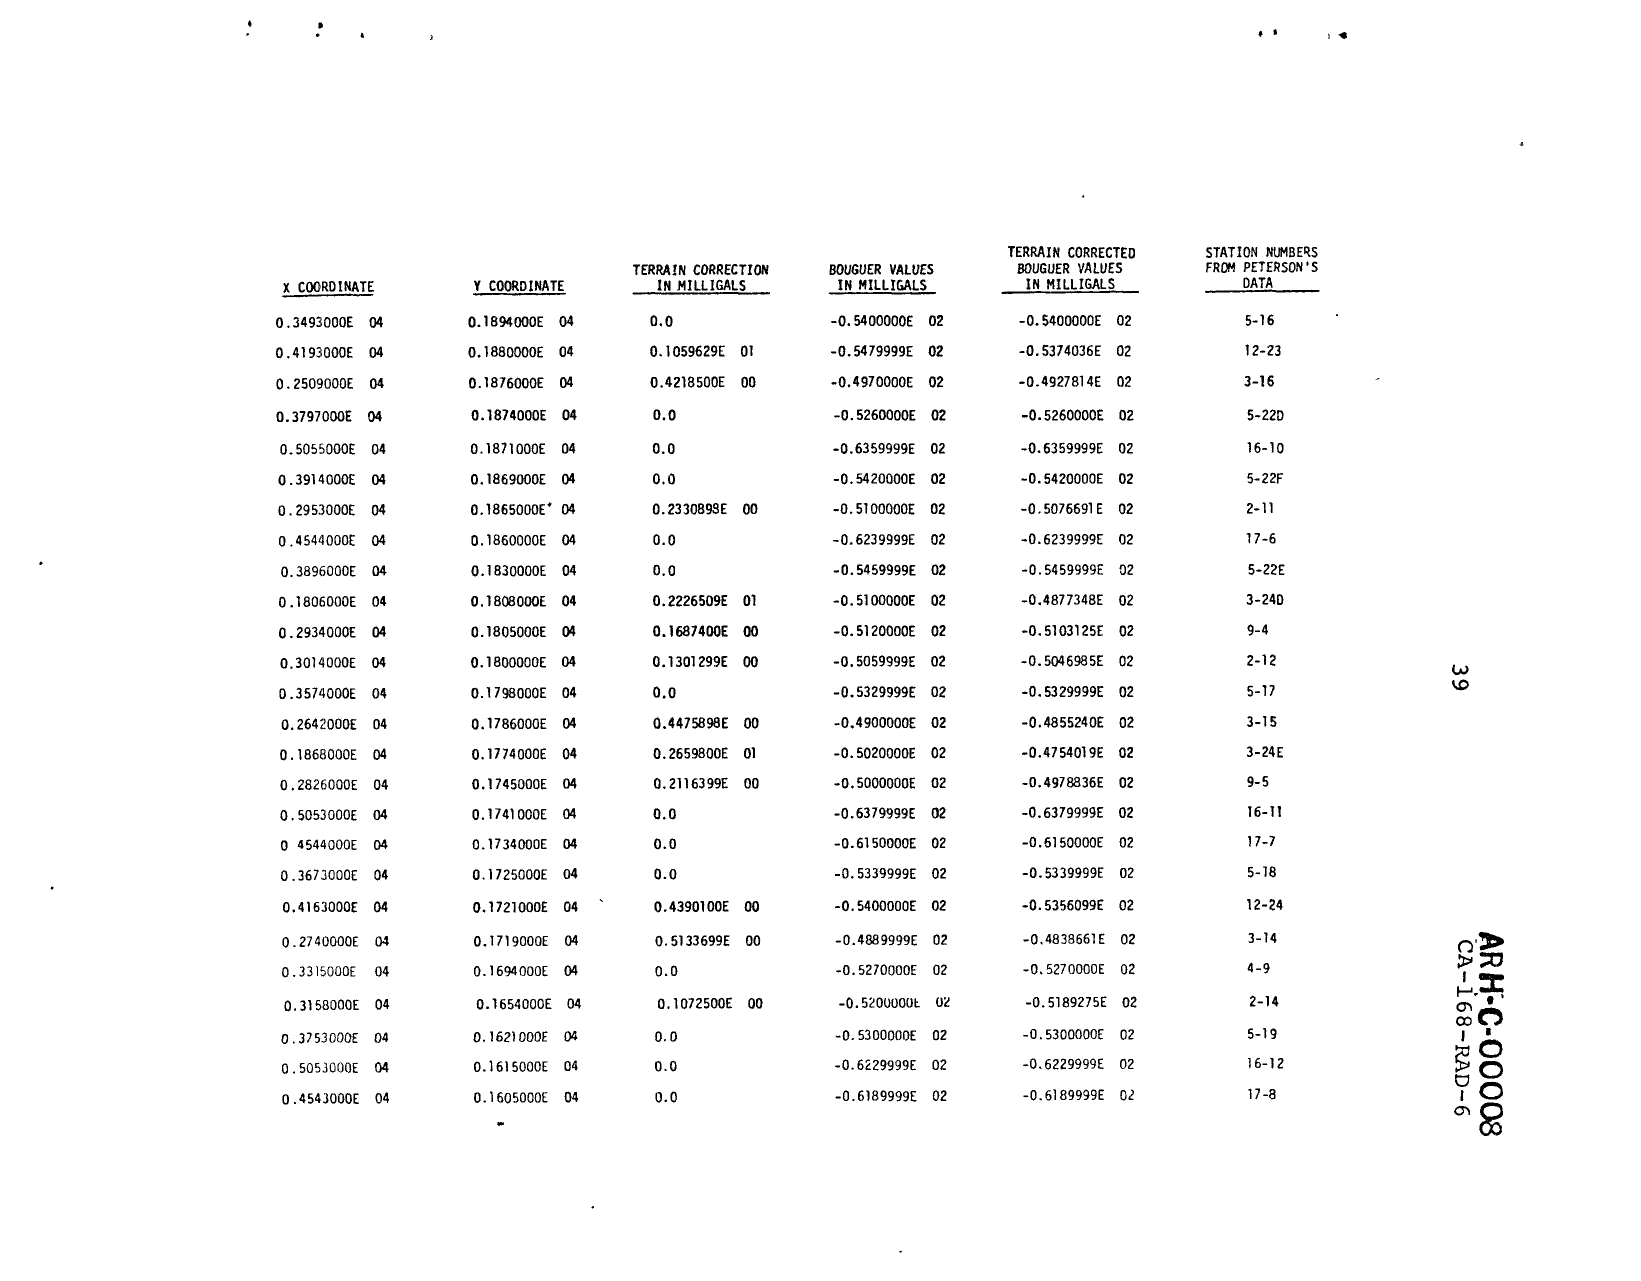 TERRAIN CORRECTED STATION NUMBERS
TERRAIN CORRECTION BOUGUER VALUES BOUGUER VALUES FROM PETERSON'S
X COORDINATE Y COORDINATE IN MILLIGALS IN MILLIGALS IN MILLIGALS DATA
0.3493000E 04 0.1894000E 04 0.0 -0.5400000E 02 -0.5400000E 02 5-16
0.4193000E 04 0.1880000E 04 0.1059629E 01 -0.5479999E 02 -0.5374036E 02 12-23
0.2509000E 04 0.1876000E 04 0.4218500E 00 -0.4970000E 02 -0.4927814E 02 3-16
0.3797000E 04 0.1874000E 04 0.0 -0.5260000E 02 -0.5260000E 02 5-22D
0.5055000E 04 0.1871000E 04 0.0 -0.6359999E 02 -0.6359999E 02 16-10
0.3914000E 04 0.1869000E 04 0.0 -0.5420000E 02 -0.5420000E 02 5-22F
0.2953000E 04 0.1865000E 04 0.2330898E 00 -0.5100000E 02 -0.5076691E 02 2-11
0.4544000E 04 0.1860000E 04 0.0 -0.6239999E 02 -0.6239999E 02 17-6
0.3896000E 04 0.1830000E 04 0.0 -0.5459999E 02 -0.5459999E 02 5-22E
0.1806000E 04 0.1808000E 04 0.2226509E 01 -0.5100000E 02 -0.4877348E 02 3-24D
0.2934000E 04 0.1805000E 04 0.1687400E 00 -0.5120000E 02 -0.5103125E 02 9-4
0.3014000E 04 0.1800000E 04 0.1301299E 00 -0.5059999E 02 -0.5046985E 02 2-12
0.3574000E 04 0.1798000E 04 0.0 -0.5329999E 02 -0.5329999E 02 5-17
0.2642000E 04 0.1786000E 04 0.4475898E 00 -0.4900000E 02 -0.4855240E 02 3-15
0.1868000E 04 0.1774000E 04 0.2659800E 01 -0.5020000E 02 -0.4754019E 02 3-24E
0.2826000E 04 0.1745000E 04 0.2116399E 00 -0.5000000E 02 -0.4978836E 02 9-5
0.5053000E 04 0.1741000E 04 0.0 -0.6379999E 02 -0.6379999E 02 16-11
0 4544000E 04 0.1734000E 04 0.0 -0.6150000E 02 -0.6150000E 02 17-7
0.3673000E 04 0.1725000E 04 0.0 -0.5339999E 02 -0.5339999E 02 5-18
0.4163000E 04 0.1721000E 04 0.4390100E 00 -0.5400000E 02 -0.5356099E 02 12-24
0.2740000E 04 0.1719000E 04 0.5133699E 00 -0.4889999E 02 -0.4838661E 02 3-14
0.3315000E 04 0.1694000E 04 0.0 -0.5270000E 02 -0.5270000E 02 4-9
0.3158000E 04 0.1654000E 04 0.1072500E 00 -0.5200000E 02 -0.5189275E 02 2-14
0.3753000E 04 0.1621000E 04 0.0 -0.5300000E 02 -0.5300000E 02 5-19
0.5053000E 04 0.1615000E 04 0.0 -0.6229999E 02 -0.6229999E 02 16-12
0.4543000E 04 0.1605000E 04 0.0 -0.6189999E 02 -0.6189999E 02 17-8
39
ARH-C-00008
CA-168-RAD-6